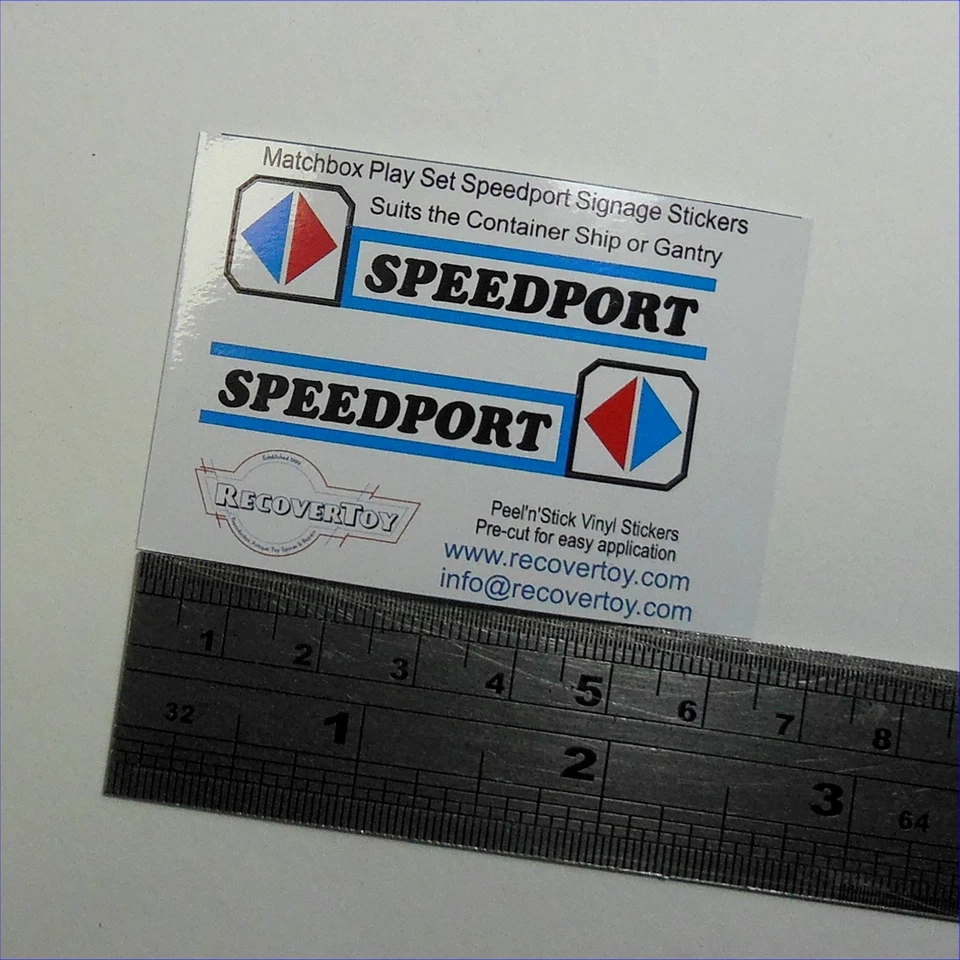 Matchbox Play Set Speedport Signage Stickers
Suits the Container Ship or Gantry
SPEEDPORT
SPEEDPORT
Established
RECOVERTOY
Peel'n'Stick Vinyl Stickers
Pre-cut for easy application
www.recovertoy.com
info@recovertoy.com
1 2 3 4 5 6 7 8
32 1 2 3 64